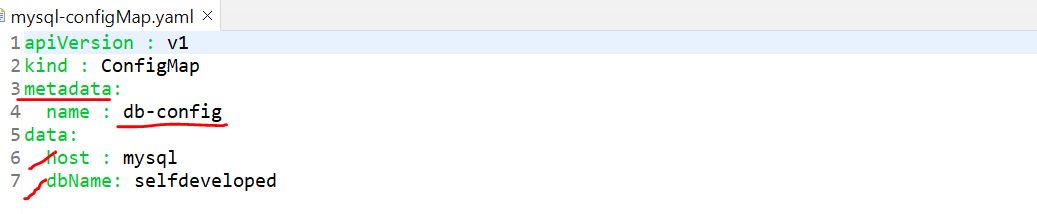 mysql-configMap.yaml ×
1 apiVersion : v1
2 kind : ConfigMap
3 metadata:
4   name : db-config
5 data:
6   host : mysql
7   dbName: selfdeveloped